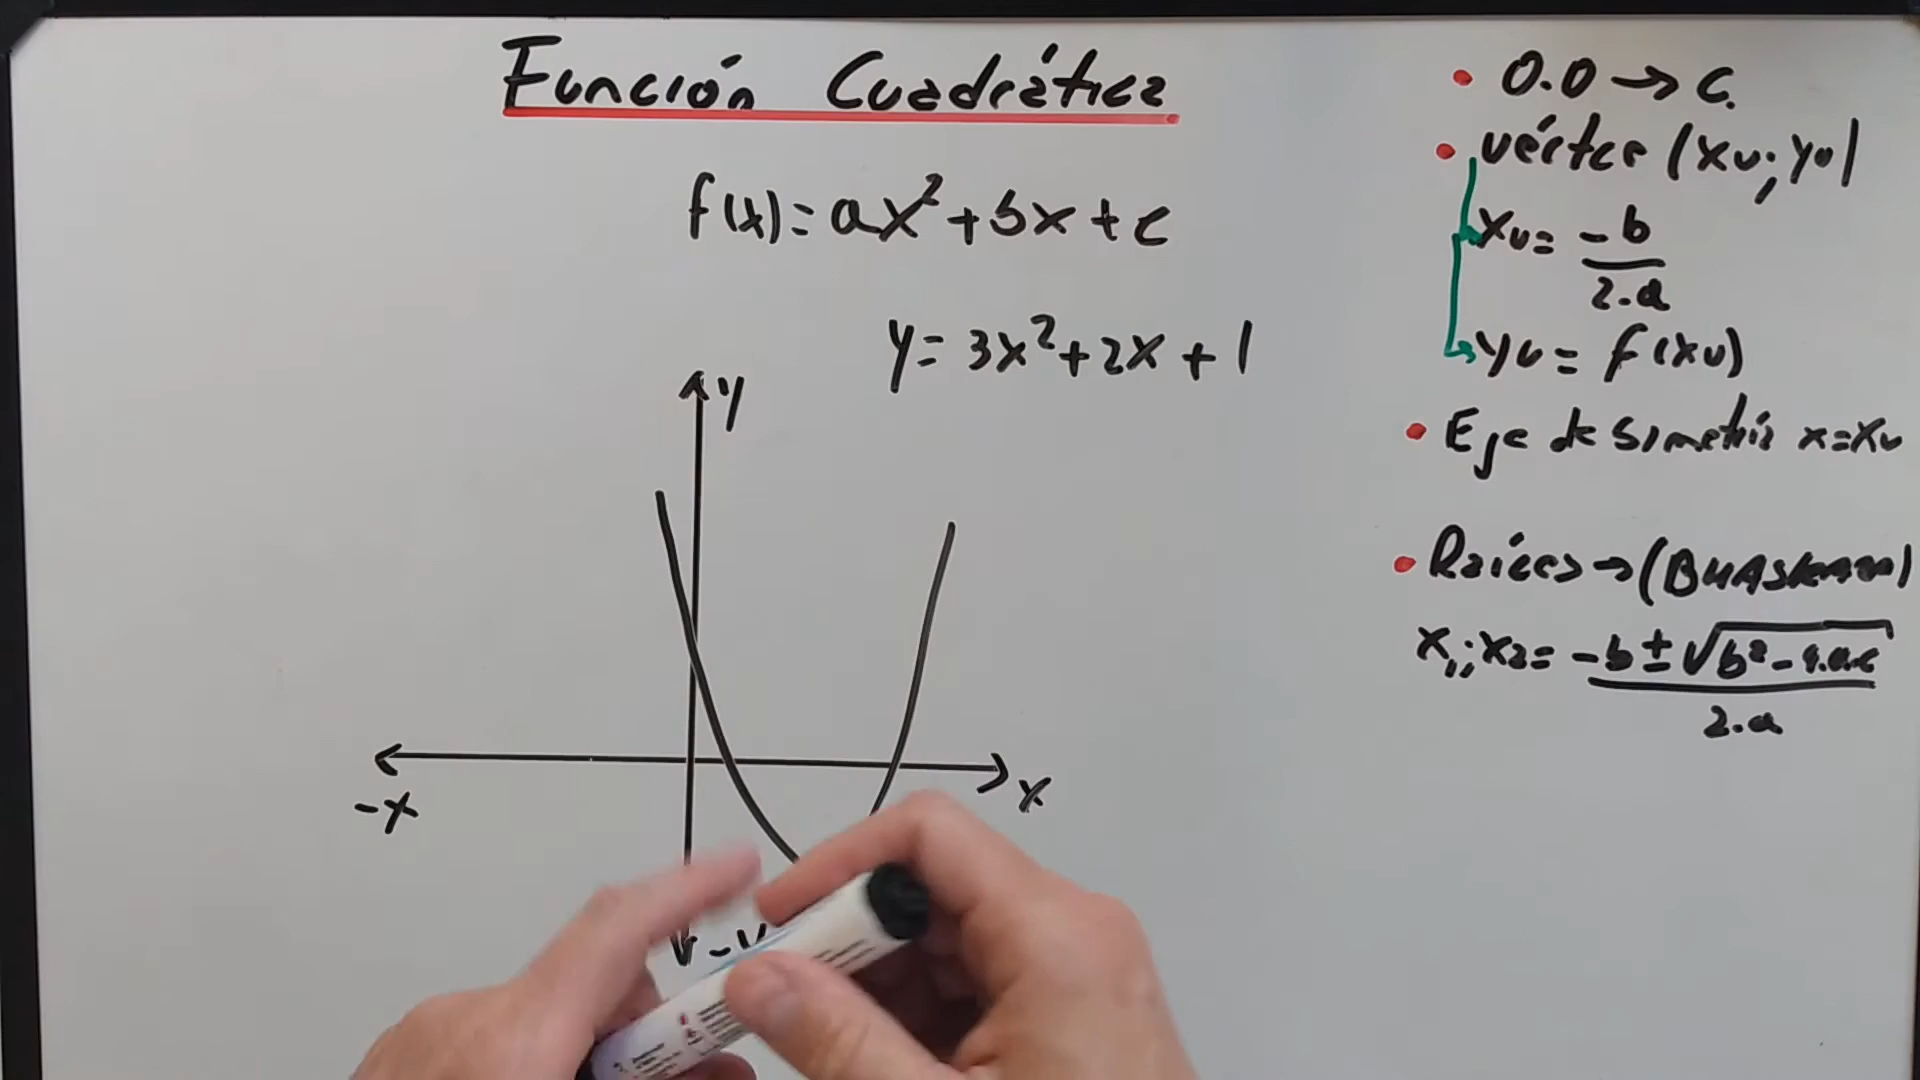 Función Cuadrática
f(x)= ax²+bx+c
y= 3x²+2x+1
y
-x
x
• O.O → C.
• vértce (xv; yv)
xv= -b
2.a
yv= f(xv)
• Eje de Simetría x=xv
• Raíces → (BHASKARA)
x₁; x₂= -b ± √b²-4.a.c
2.a